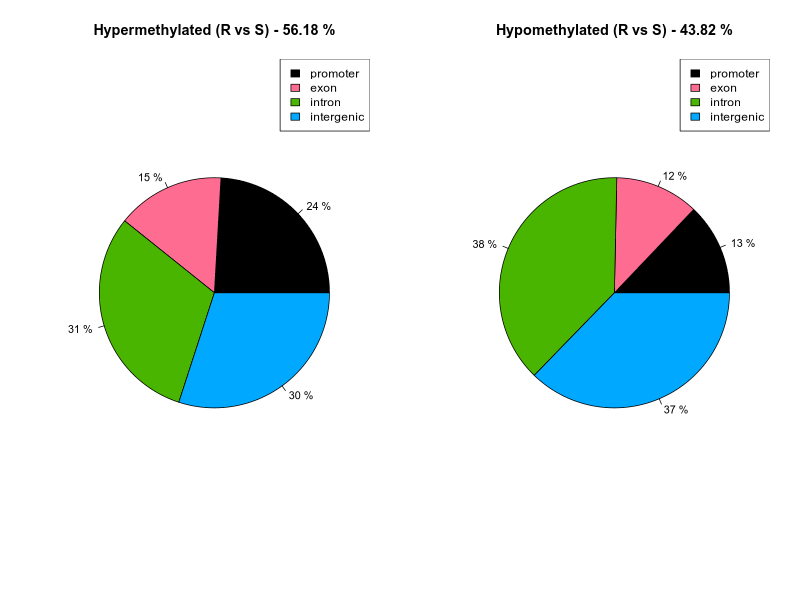 Hypermethylated (R vs S) - 56.18 %
promoter
exon
intron
intergenic
15 %
24 %
31 %
30 %
Hypomethylated (R vs S) - 43.82 %
promoter
exon
intron
intergenic
12 %
13 %
38 %
37 %